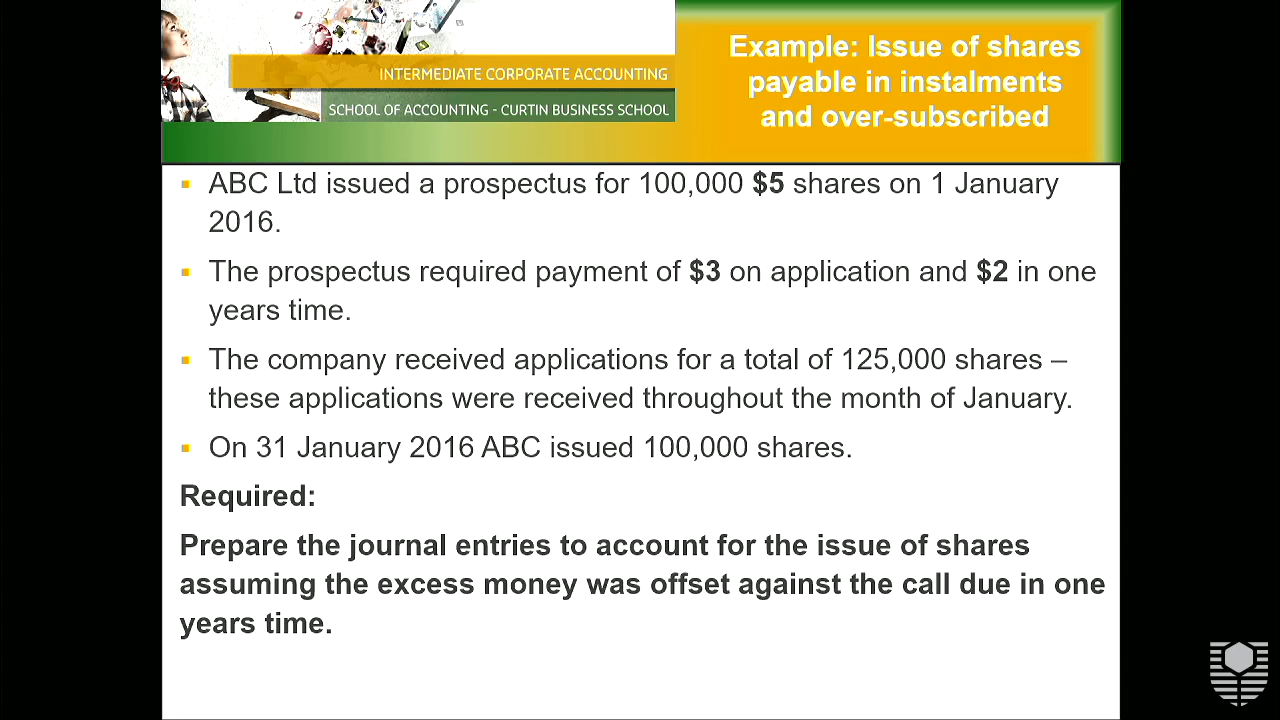 INTERMEDIATE CORPORATE ACCOUNTING
SCHOOL OF ACCOUNTING - CURTIN BUSINESS SCHOOL
Example: Issue of shares
payable in instalments
and over-subscribed
ABC Ltd issued a prospectus for 100,000 $5 shares on 1 January
2016.
The prospectus required payment of $3 on application and $2 in one
years time.
The company received applications for a total of 125,000 shares –
these applications were received throughout the month of January.
On 31 January 2016 ABC issued 100,000 shares.
Required:
Prepare the journal entries to account for the issue of shares
assuming the excess money was offset against the call due in one
years time.